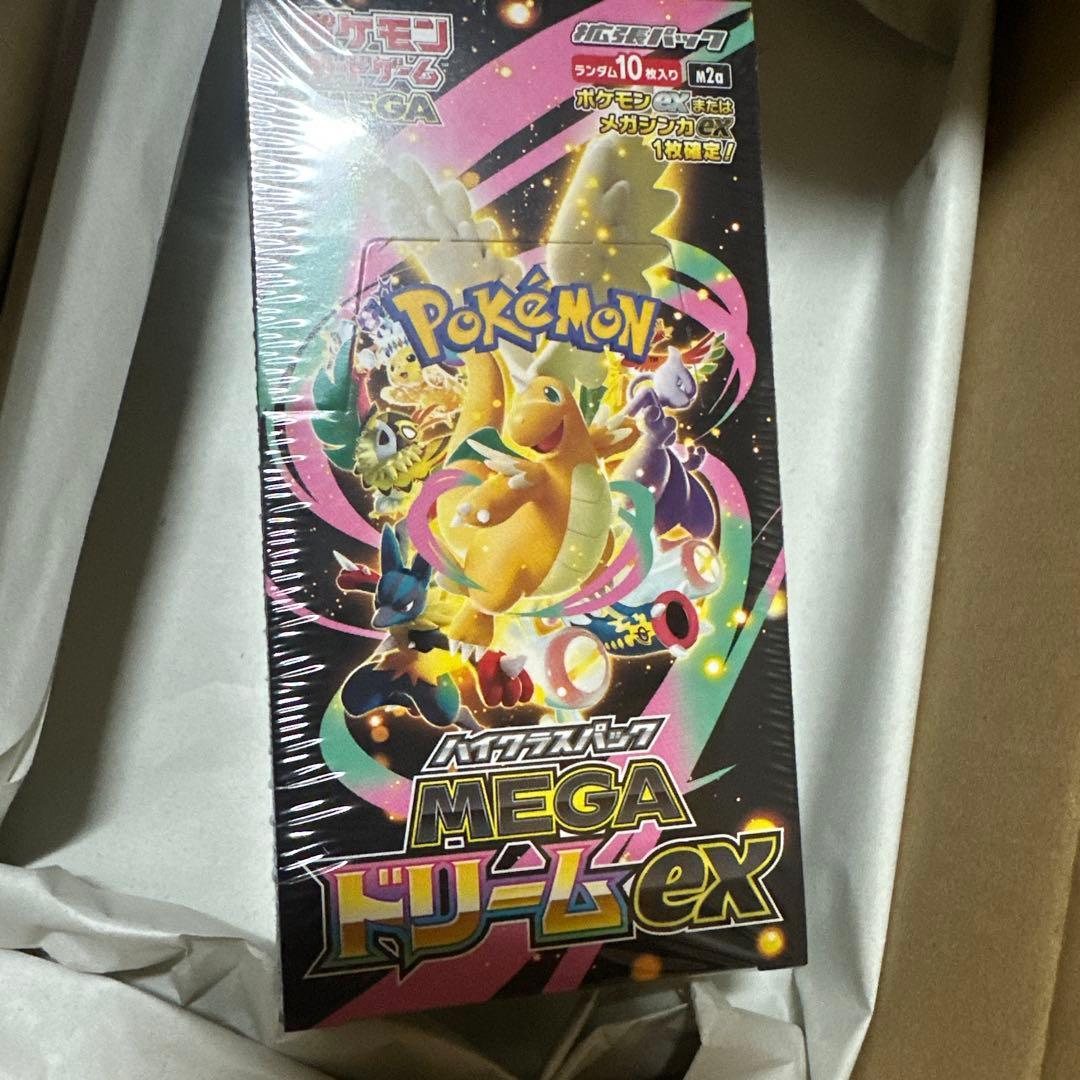 ポケモン
カードゲーム
MEGA
拡張パック
ランダム10枚入り
M2a
ポケモンexまたは
メガシンカex
1枚確定！
POKéMON
TM
ハイクラスパック
MEGA
ドリームex